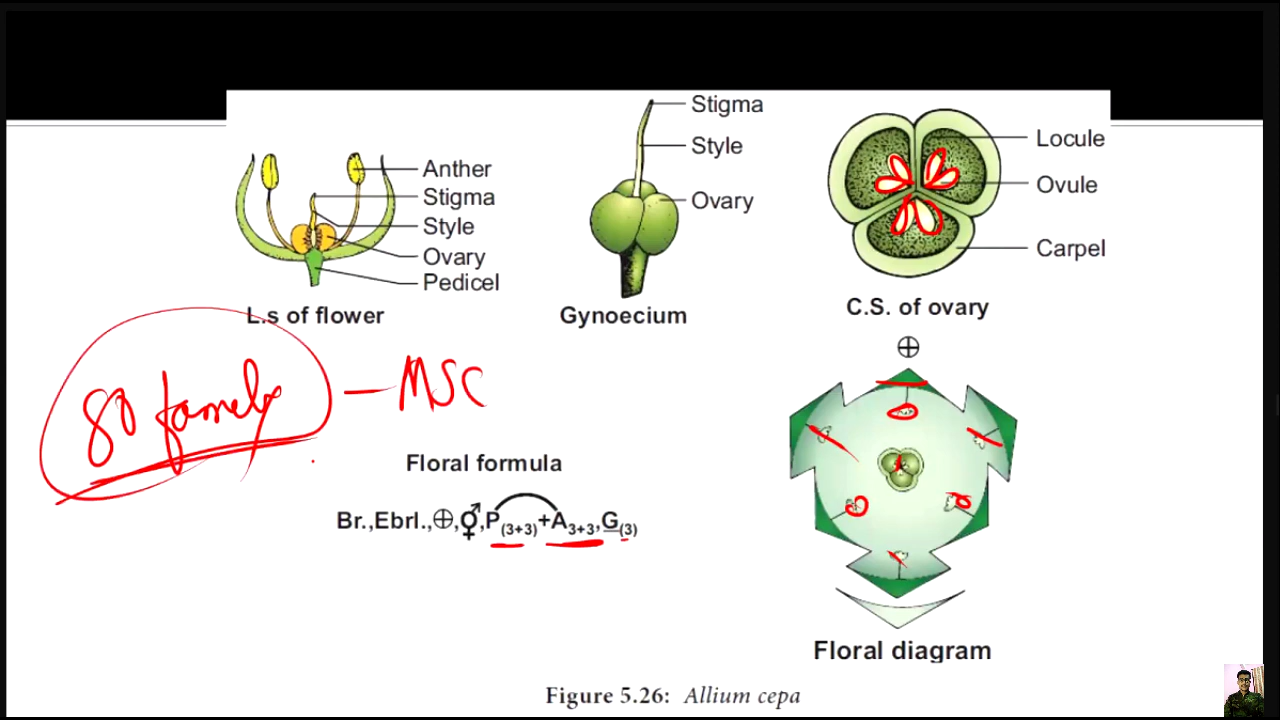 Anther
Stigma
Style
Ovary
Pedicel
L.s of flower
Stigma
Style
Ovary
Gynoecium
Locule
Ovule
Carpel
C.S. of ovary
80 family - MSC
Floral formula
Br.,Ebrl.,⊕,⚥,P(3+3)+A3+3,G(3)
Floral diagram
Figure 5.26: Allium cepa